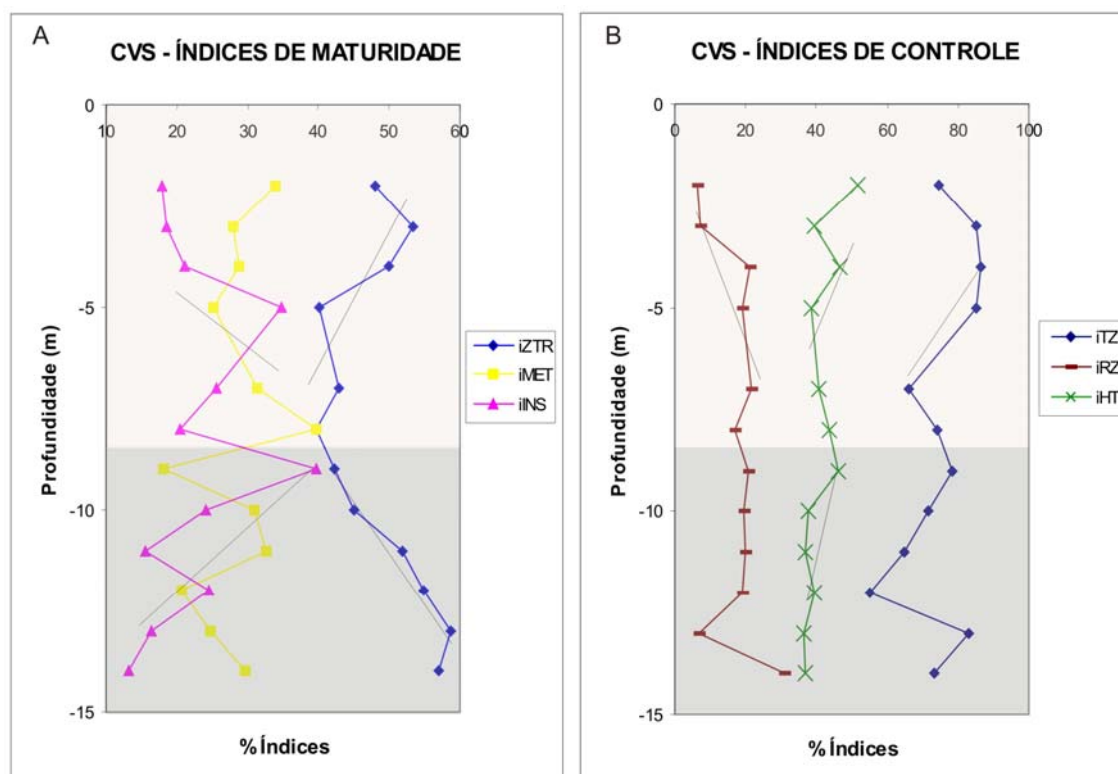 A
CVS - ÍNDICES DE MATURIDADE
0
10 20 30 40 50 60
-5
-10
-15
Profundidade (m)
iZTR
iMET
iINS
% Índices
B
CVS - ÍNDICES DE CONTROLE
0
0 20 40 60 80 100
-5
-10
-15
Profundidade (m)
iTZ
iRZ
iHT
% Índices